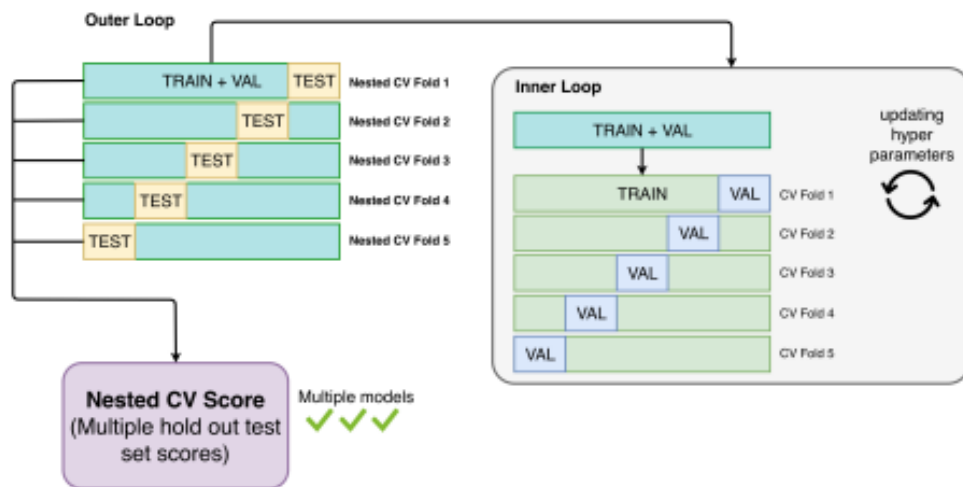 Outer Loop
TRAIN + VAL
TEST
Nested CV Fold 1
TEST
Nested CV Fold 2
TEST
Nested CV Fold 3
TEST
Nested CV Fold 4
TEST
Nested CV Fold 5
Nested CV Score
(Multiple hold out test
set scores)
Multiple models
Inner Loop
TRAIN + VAL
updating
hyper
parameters
TRAIN
VAL
CV Fold 1
VAL
CV Fold 2
VAL
CV Fold 3
VAL
CV Fold 4
VAL
CV Fold 5